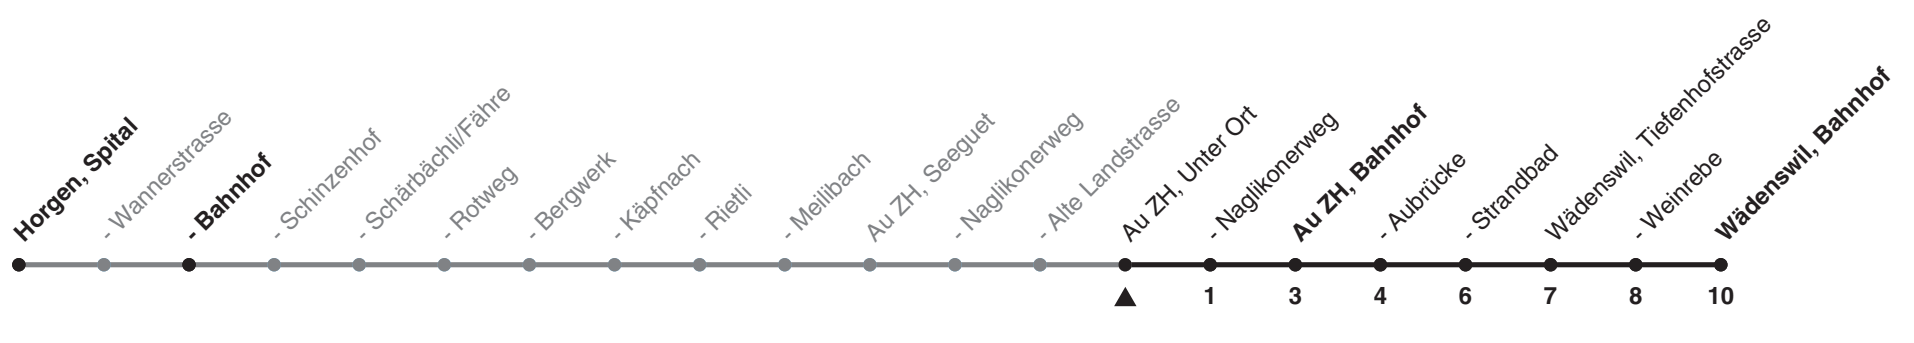 Horgen, Spital
- Wannerstrasse
- Bahnhof
- Schinzenhof
- Schärbächli/Fähre
- Rotweg
- Bergwerk
- Käpfnach
- Rietli
- Meilibach
Au ZH, Seeguet
- Naglikonerweg
- Alte Landstrasse
Au ZH, Unter Ort
- Naglikonerweg
Au ZH, Bahnhof
- Aubrücke
- Strandbad
Wädenswil, Tiefenhofstrasse
- Weinrebe
Wädenswil, Bahnhof
1 3 4 6 7 8 10